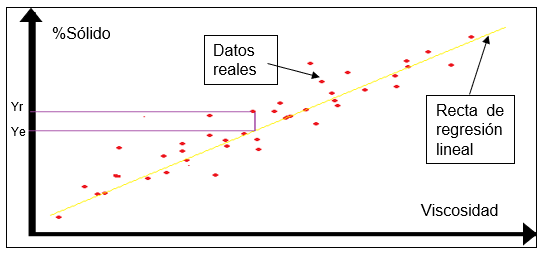 %Sólido
Datos
reales
Yr
Ye
Recta de
regresión
lineal
Viscosidad